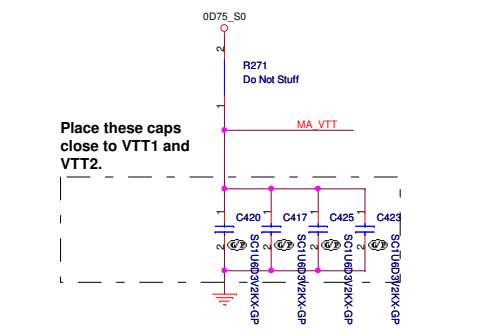 0D75_S0
2
R271
Do Not Stuff
1
MA_VTT
Place these caps
close to VTT1 and
VTT2.
1 C420 1 C417 1 C425 1 C423
2 2 2 2
SC1U6D3V2KX-GP SC1U6D3V2KX-GP SC1U6D3V2KX-GP SC1U6D3V2KX-GP